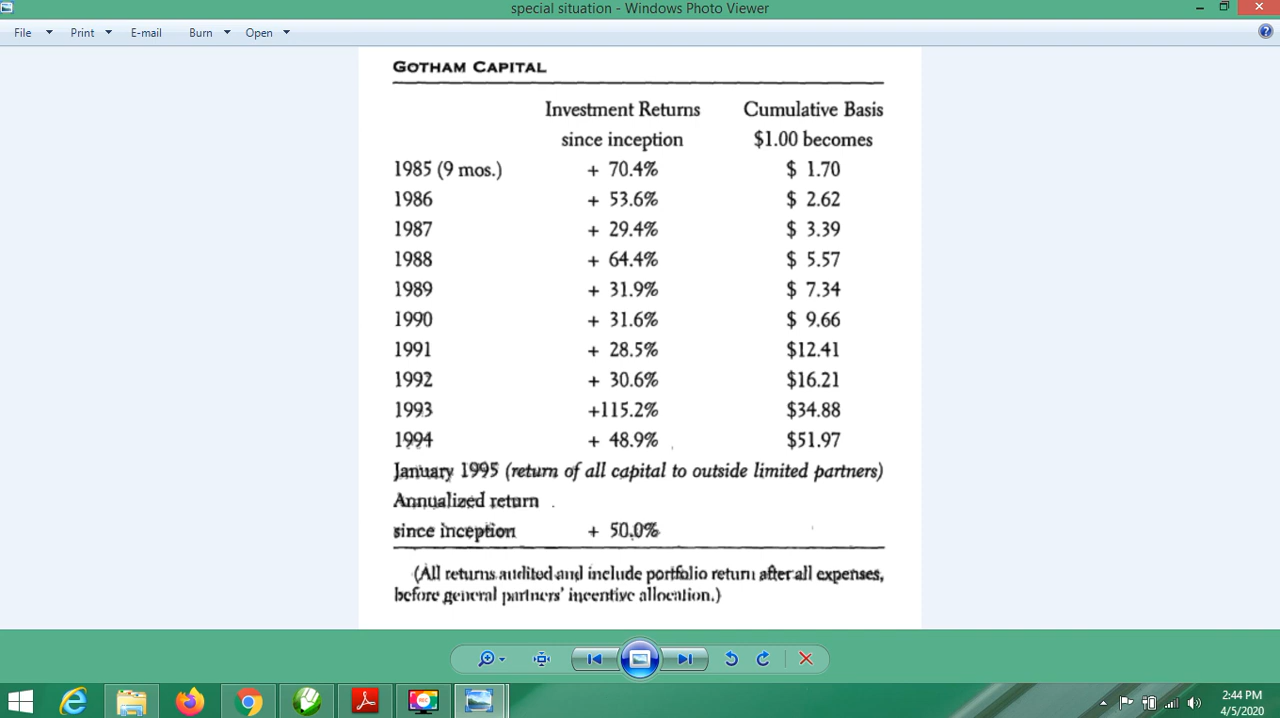 special situation - Windows Photo Viewer
File Print E-mail Burn Open
GOTHAM CAPITAL
Investment Returns Cumulative Basis
since inception $1.00 becomes
1985 (9 mos.) + 70.4% $ 1.70
1986 + 53.6% $ 2.62
1987 + 29.4% $ 3.39
1988 + 64.4% $ 5.57
1989 + 31.9% $ 7.34
1990 + 31.6% $ 9.66
1991 + 28.5% $12.41
1992 + 30.6% $16.21
1993 +115.2% $34.88
1994 + 48.9% $51.97
January 1995 (return of all capital to outside limited partners)
Annualized return
since inception + 50.0%
(All returns audited and include portfolio return after all expenses,
before general partners' incentive allocation.)
2:44 PM
4/5/2020